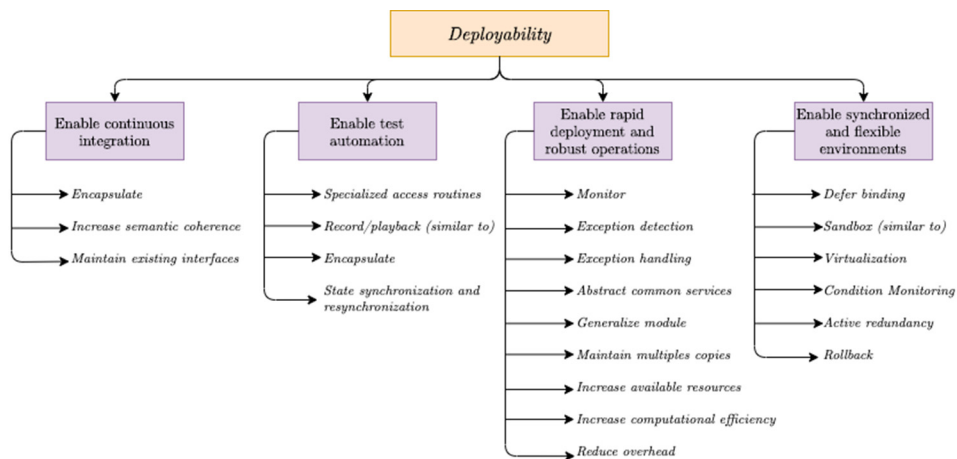 Deployability
Enable continuous
integration
Encapsulate
Increase semantic coherence
Maintain existing interfaces
Enable test
automation
Specialized access routines
Record/playback (similar to)
Encapsulate
State synchronization and
resynchronization
Enable rapid
deployment and
robust operations
Monitor
Exception detection
Exception handling
Abstract common services
Generalize module
Maintain multiples copies
Increase available resources
Increase computational efficiency
Reduce overhead
Enable synchronized
and flexible
environments
Defer binding
Sandbox (similar to)
Virtualization
Condition Monitoring
Active redundancy
Rollback